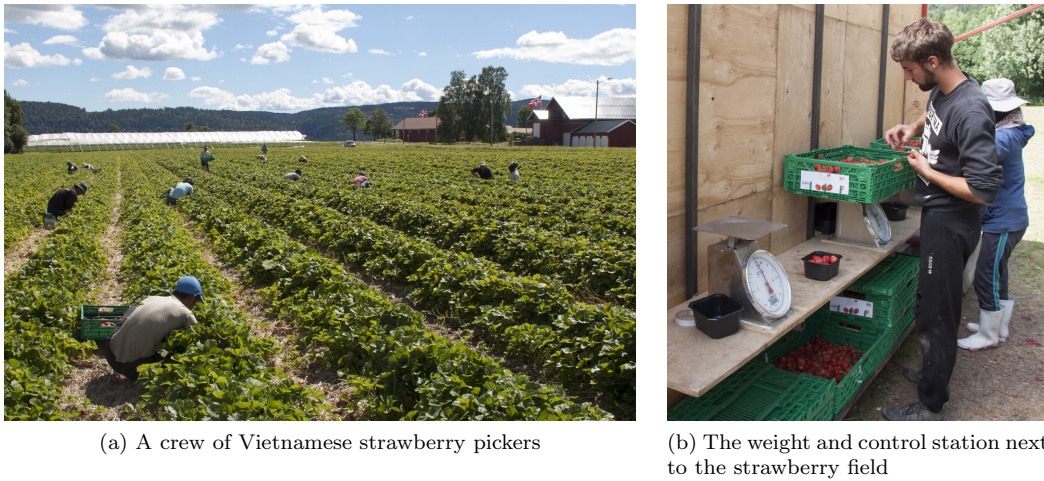 (a) A crew of Vietnamese strawberry pickers
(b) The weight and control station next
to the strawberry field